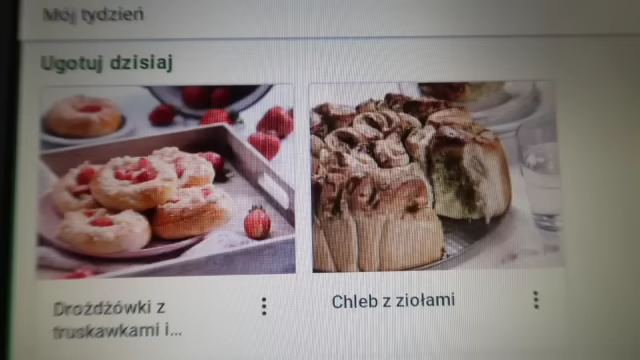 Mój tydzień
Ugotuj dzisiaj
Drożdżówki z
truskawkami i...
Chleb z ziołami